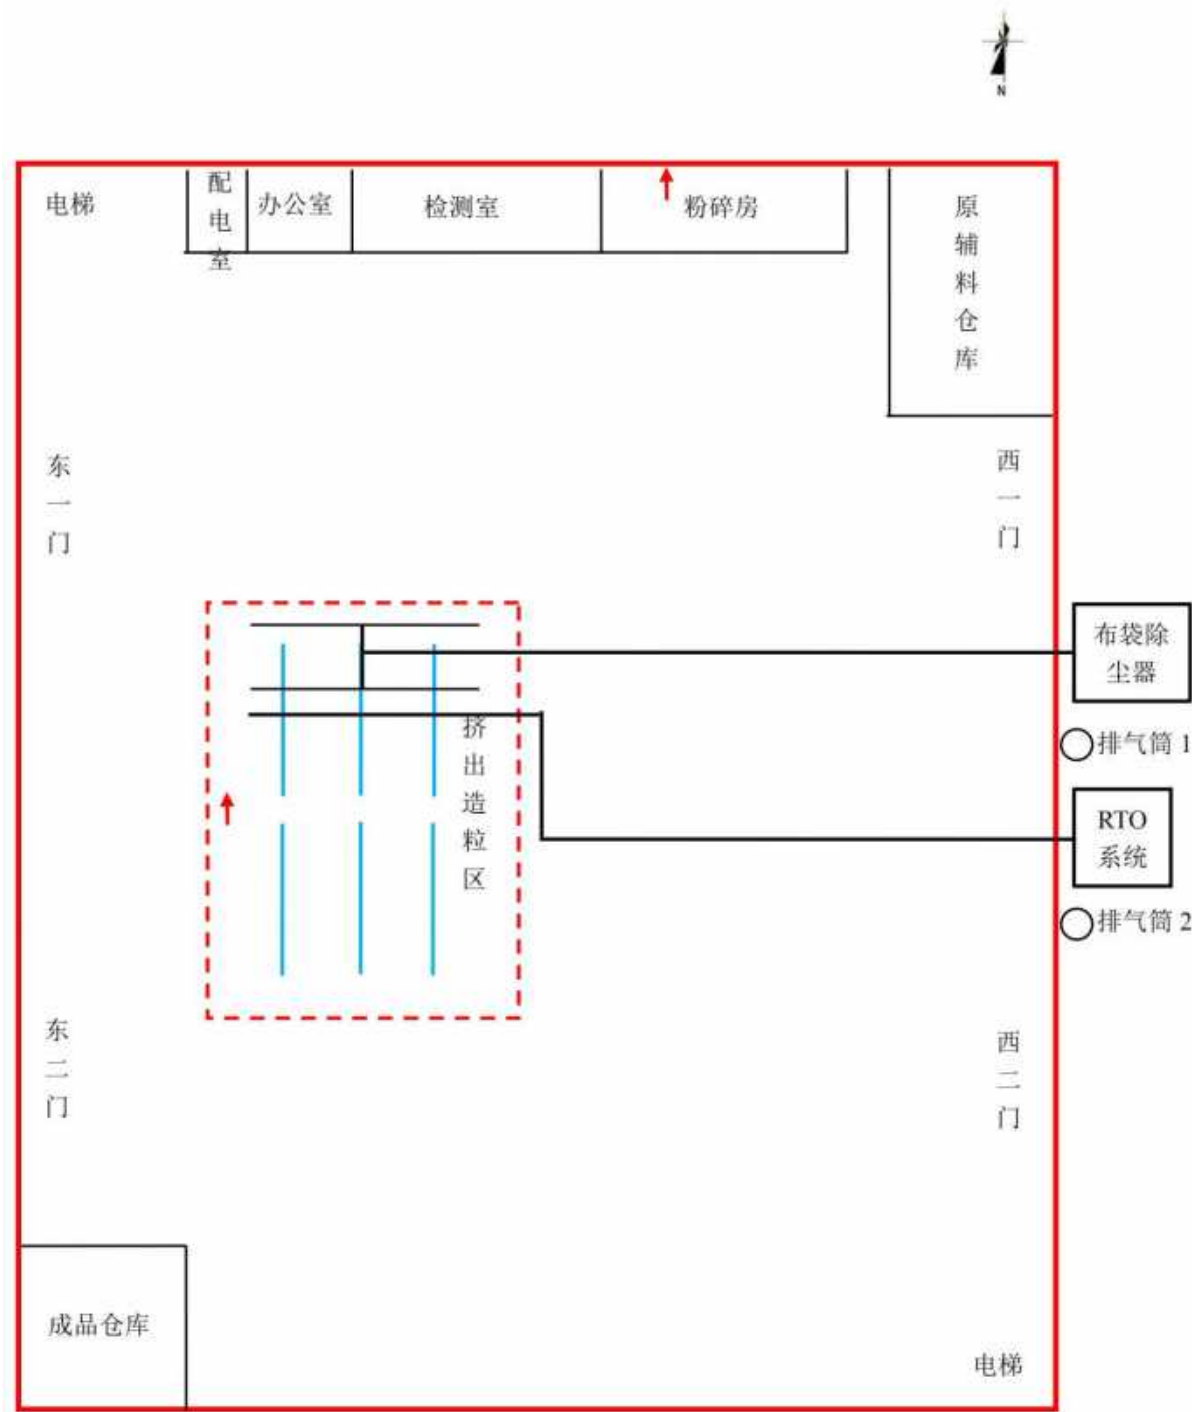 N
电梯
配电室
办公室
检测室
粉碎房
原辅料仓库
东一门
西一门
布袋除
尘器
挤出造粒区
排气筒 1
RTO
系统
排气筒 2
东二门
西二门
成品仓库
电梯